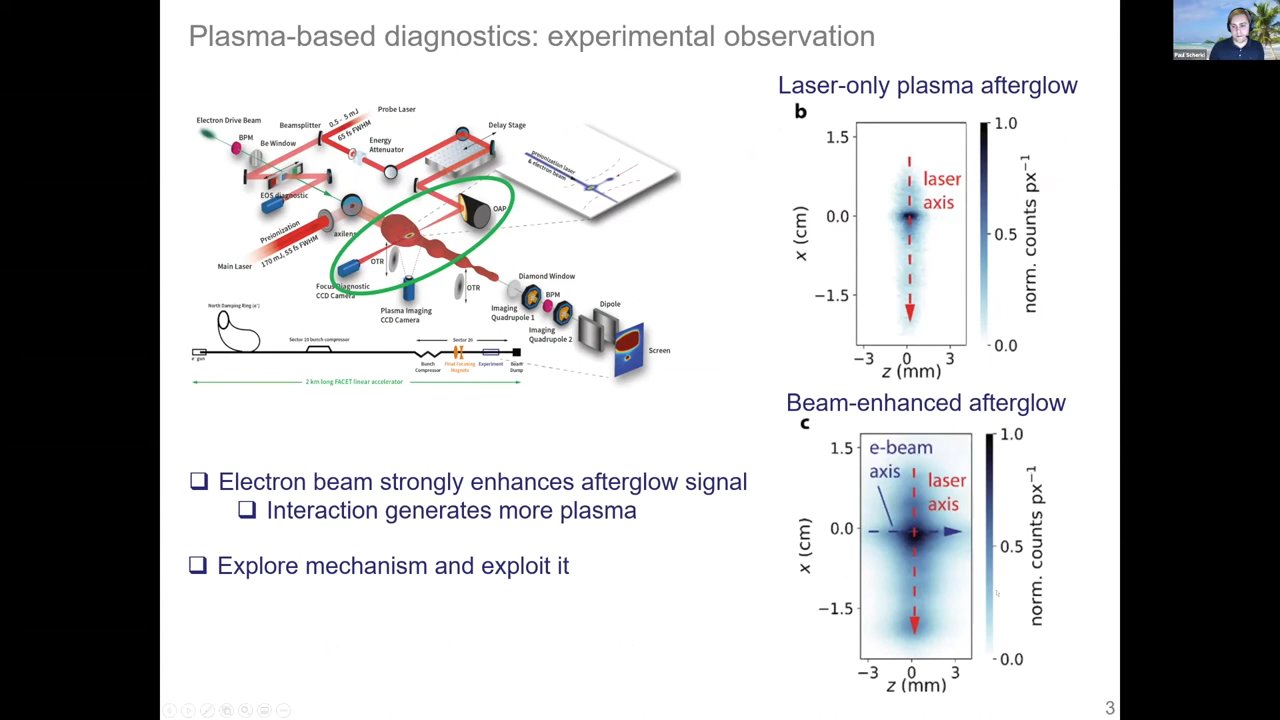 Plasma-based diagnostics: experimental observation
Paul Scherkl
Electron Drive Beam
BPM
Be Window
Beamsplitter
0.5 - 5 mJ
65 fs FWHM
Probe Laser
Energy
Attenuator
Delay Stage
preionization laser
& electron beam
EOS diagnostic
OAP
axilens
Preionization
170 mJ, 55 fs FWHM
Main Laser
OTR
Focus Diagnostic
CCD Camera
Plasma Imaging
CCD Camera
OTR
Diamond Window
BPM
Imaging
Quadrupole 1
Imaging
Quadrupole 2
Dipole
Screen
North Damping Ring (e-)
Sector 10 bunch compressor
Sector 20
e- gun
Bunch
Compressor
Final Focusing
Magnets
Experiment
Beam
Dump
2 km long FACET linear accelerator
Electron beam strongly enhances afterglow signal
Interaction generates more plasma
Explore mechanism and exploit it
Laser-only plasma afterglow
b
1.5
0.0
−1.5
x (cm)
−3 0 3
z (mm)
laser
axis
1.0
0.5
0.0
norm. counts px−1
Beam-enhanced afterglow
c
1.5
0.0
−1.5
x (cm)
−3 0 3
z (mm)
e-beam
axis
laser
axis
1.0
0.5
0.0
norm. counts px−1
3